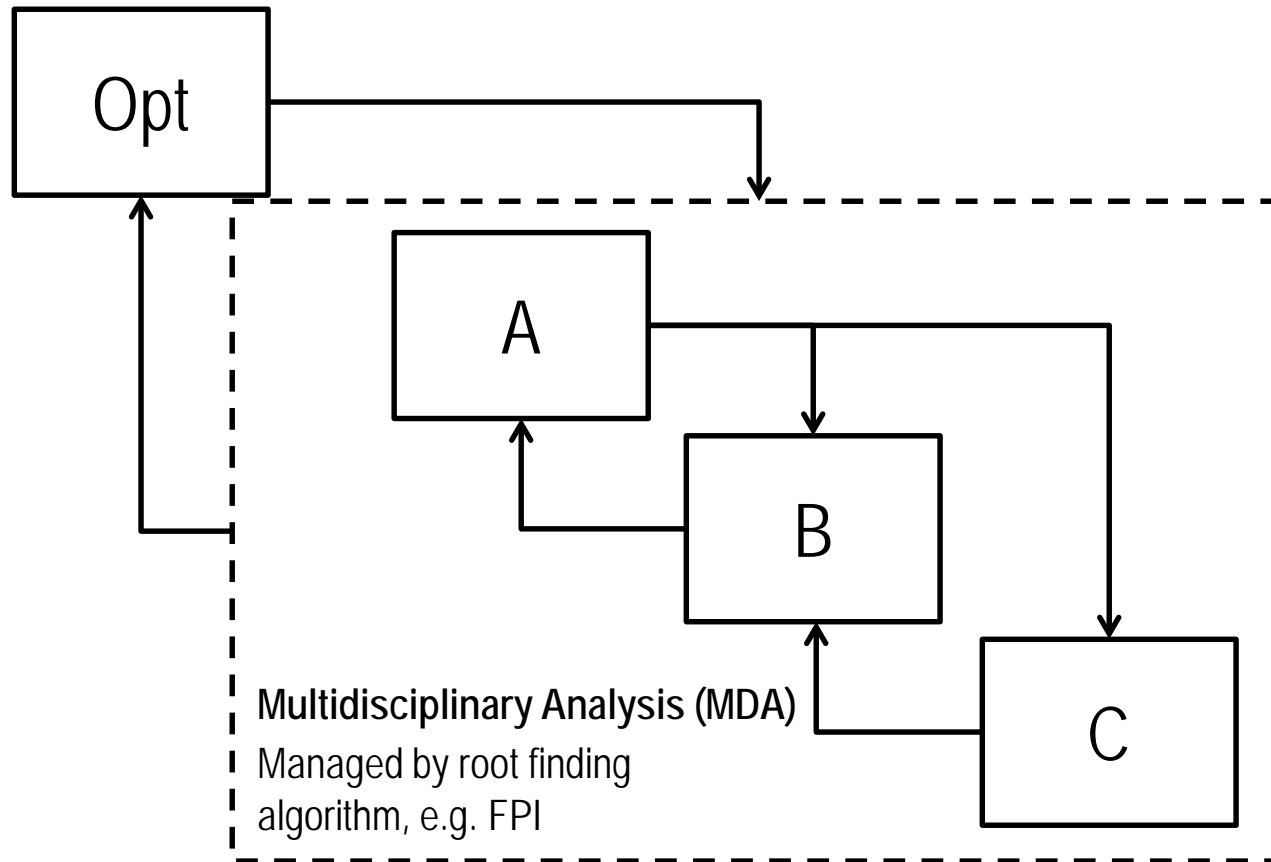 Opt
A
B
C
Multidisciplinary Analysis (MDA)
Managed by root finding
algorithm, e.g. FPI